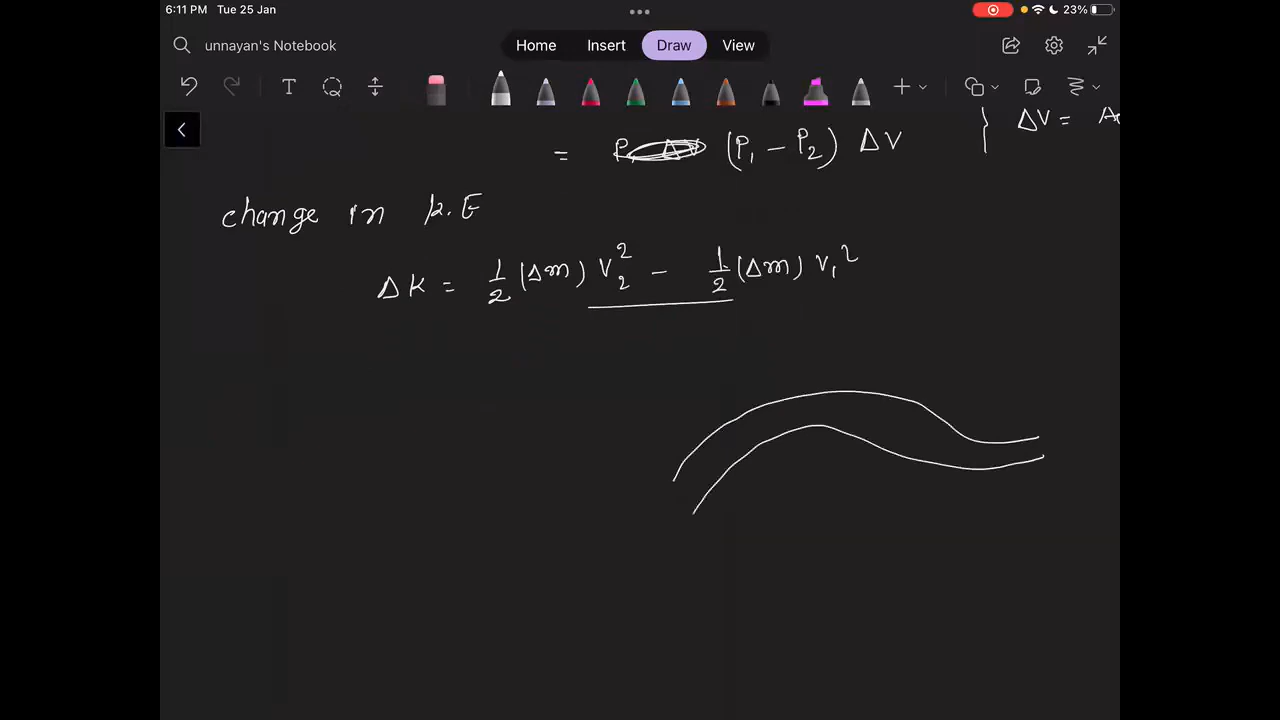 6:11 PM Tue 25 Jan
23%
unnayan's Notebook
Home Insert Draw View
= (P₁ - P₂) ΔV } ΔV =
change in K.E
ΔK = 1/2 (Δm) V₂² - 1/2 (Δm) V₁²